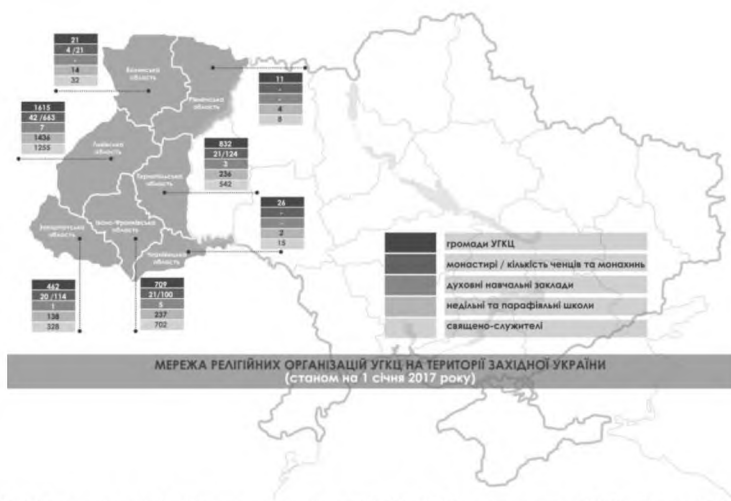 21
4 /21
-
14
32
Волинська
область
Рівненська область
11
-
-
4
8
1615
42 /663
7
1436
1255
Львівська
область
832
21/124
3
236
542
Тернопільська
область
26
-
-
2
15
Закарпатська
область
Івано-Франківська
область
Чернівецька
область
462
20 /114
1
138
328
709
21/100
5
237
702
громади УГКЦ
монастирі / кількість ченців та монахинь
духовні навчальні заклади
недільні та парафіяльні школи
священо-служителі
МЕРЕЖА РЕЛІГІЙНИХ ОРГАНІЗАЦІЙ УГКЦ НА ТЕРИТОРІЇ ЗАХІДНОЇ УКРАЇНИ
(станом на 1 січня 2017 року)